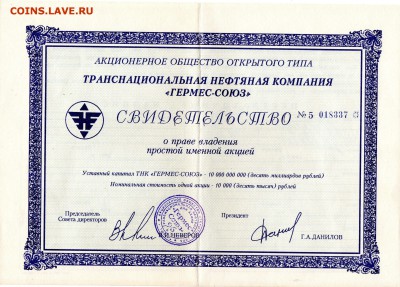 COINS.LAVE.RU
АКЦИОНЕРНОЕ ОБЩЕСТВО ОТКРЫТОГО ТИПА
ТРАНСНАЦИОНАЛЬНАЯ НЕФТЯНАЯ КОМПАНИЯ
«ГЕРМЕС-СОЮЗ»
СВИДЕТЕЛЬСТВО № 5 018337
о праве владения
простой именной акцией
Уставный капитал ТНК «ГЕРМЕС-СОЮЗ» - 10 000 000 000 (десять миллиардов рублей)
Номинальная стоимость одной акции - 10 000 (десять тысяч) рублей
Председатель
Совета директоров
В.И.НЕВЕРОВ
Президент
Г.А.ДАНИЛОВ